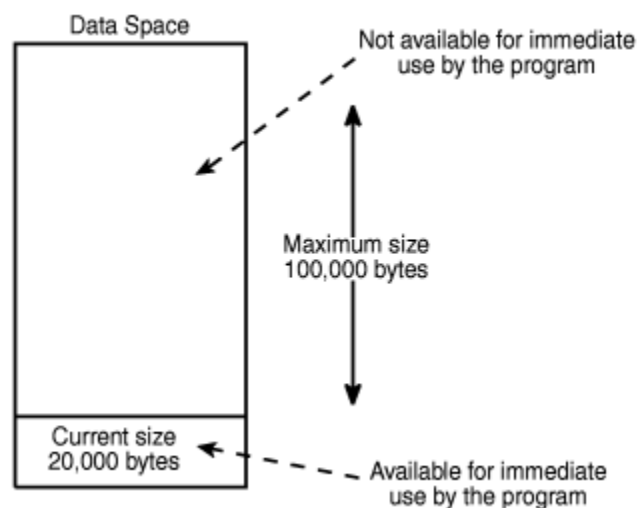 Data Space
Not available for immediate
use by the program
Maximum size
100,000 bytes
Current size
20,000 bytes
Available for immediate
use by the program